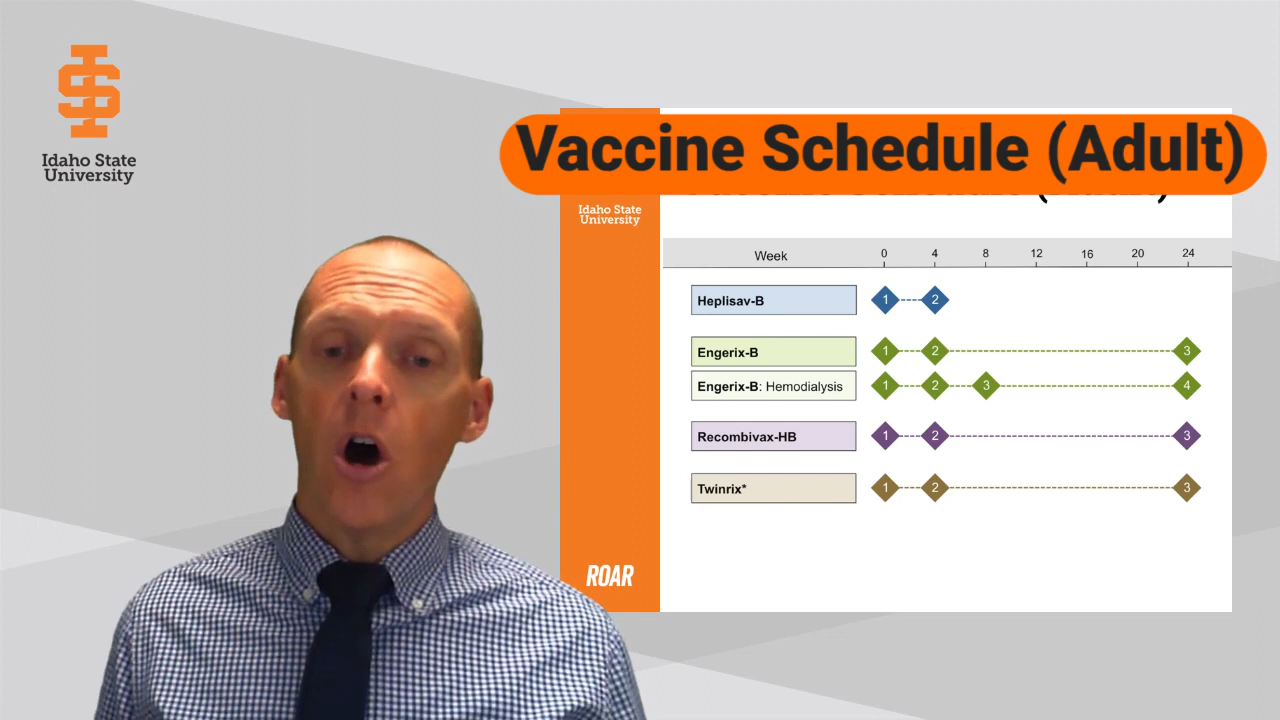 Idaho State
University
Vaccine Schedule (Adult)
Idaho State
University
Week 0 4 8 12 16 20 24
Heplisav-B 1 2
Engerix-B 1 2 3
Engerix-B: Hemodialysis 1 2 3 4
Recombivax-HB 1 2 3
Twinrix* 1 2 3
ROAR